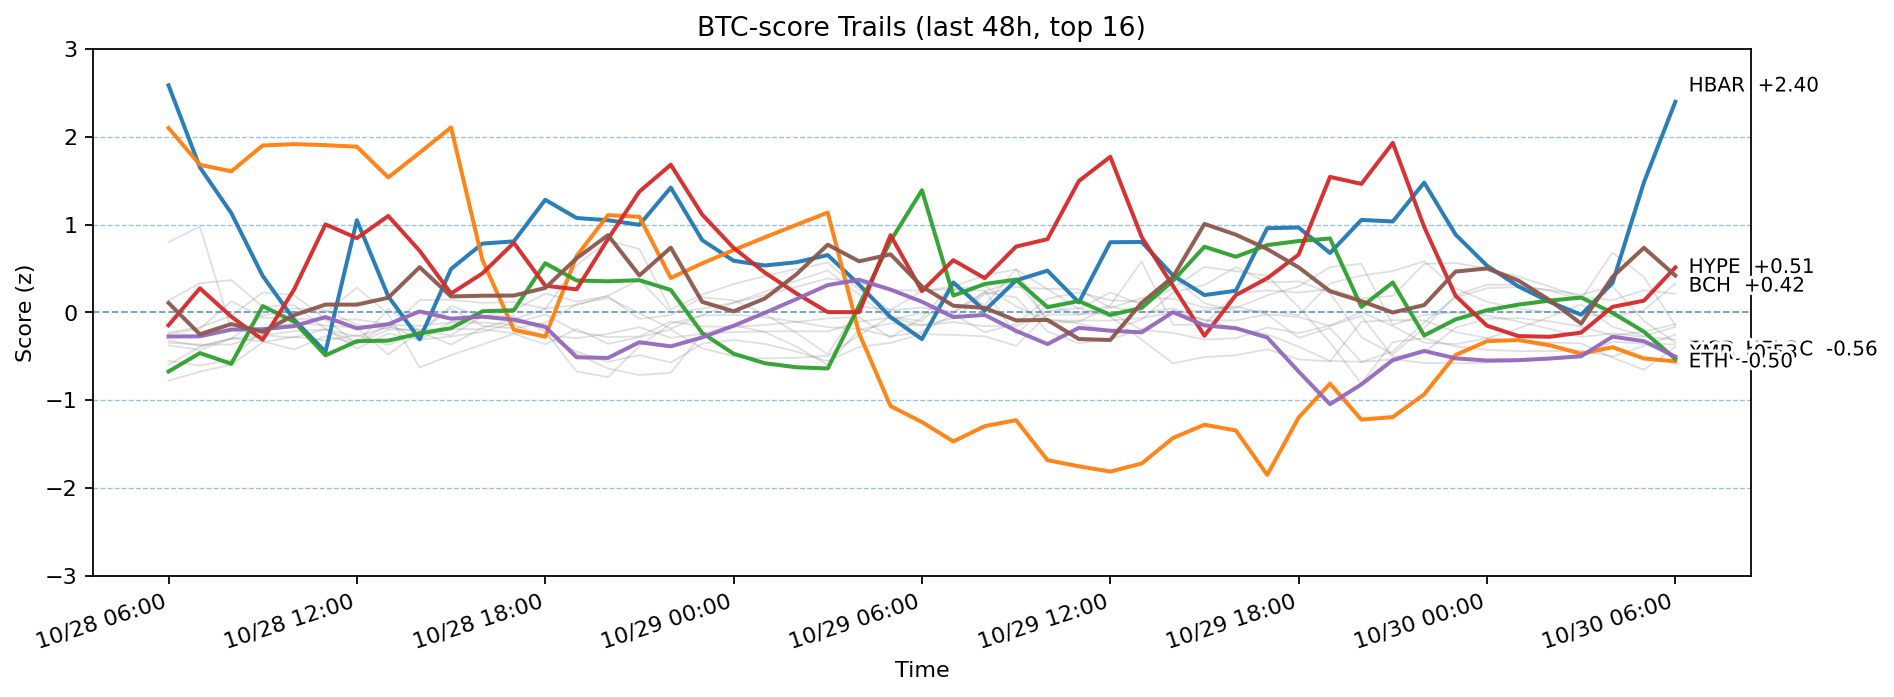 BTC-score Trails (last 48h, top 16)
Score (z)
3
2
1
0
−1
−2
−3
HBAR +2.40
HYPE +0.51
BCH +0.42
-0.56
ETH -0.50
10/28 06:00
10/28 12:00
10/28 18:00
10/29 00:00
10/29 06:00
10/29 12:00
10/29 18:00
10/30 00:00
10/30 06:00
Time